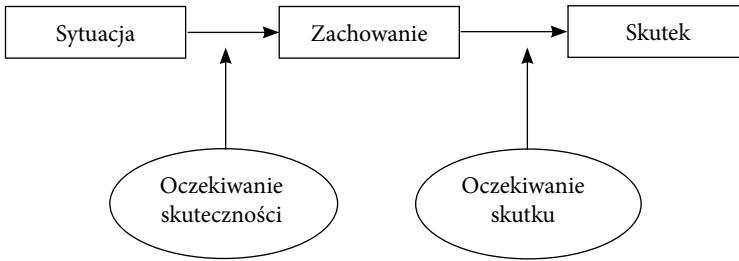 Sytuacja
Zachowanie
Skutek
Oczekiwanie
skuteczności
Oczekiwanie
skutku